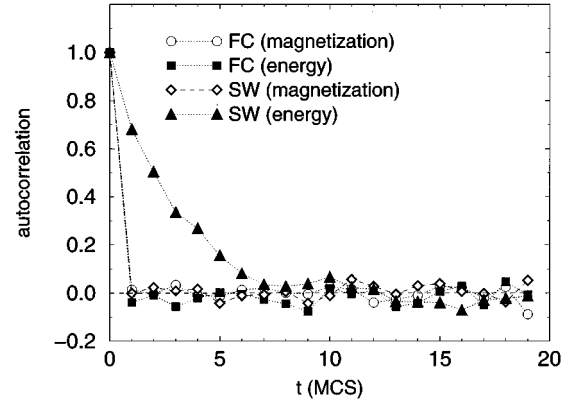 FC (magnetization)
FC (energy)
SW (magnetization)
SW (energy)
autocorrelation
1.0
0.8
0.6
0.4
0.2
0.0
−0.2
0 5 10 15 20
t (MCS)